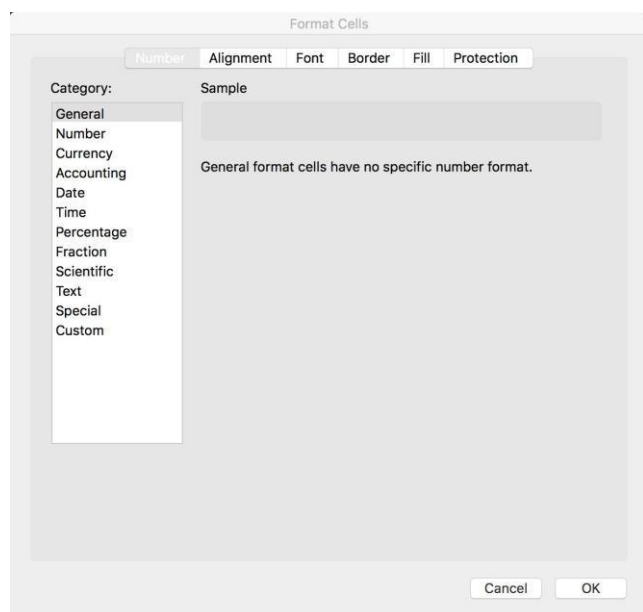 Format Cells
Number Alignment Font Border Fill Protection
Category:
Sample
General
Number
Currency
Accounting
General format cells have no specific number format.
Date
Time
Percentage
Fraction
Scientific
Text
Special
Custom
Cancel OK